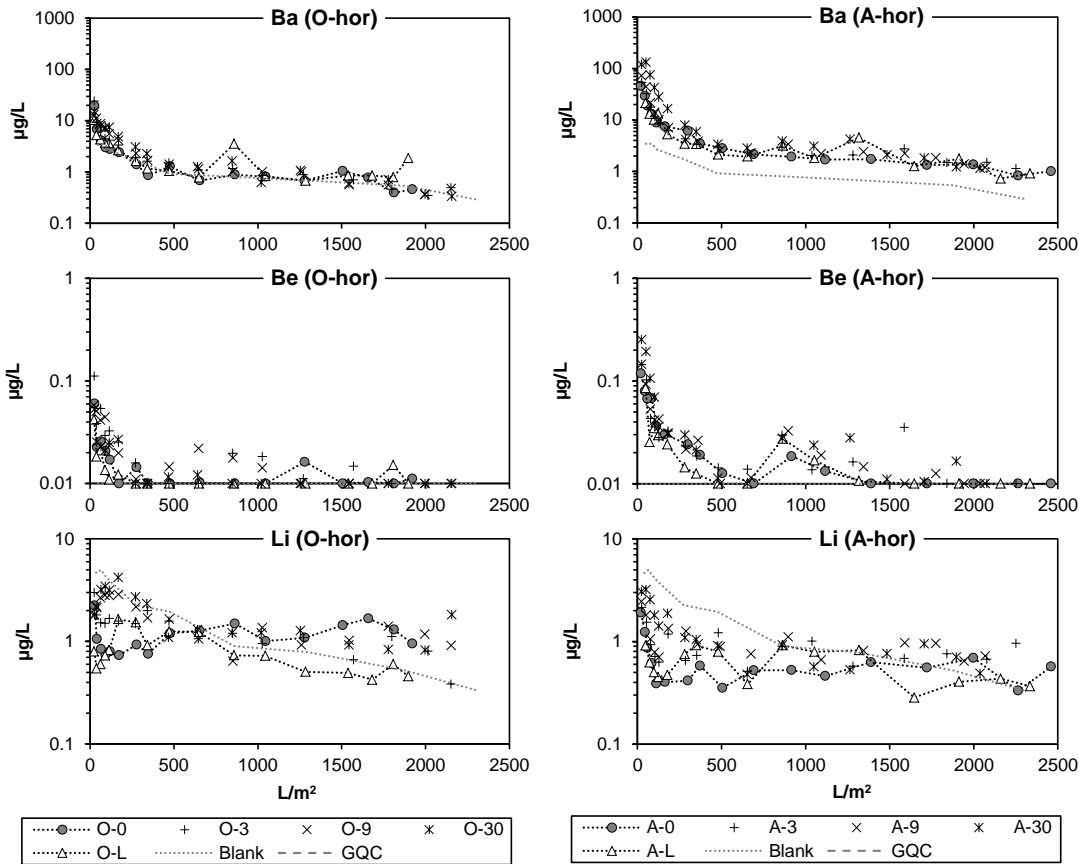 Ba (O-hor)
1000
100
10
1
0.1
µg/L
0 500 1000 1500 2000 2500
Ba (A-hor)
1000
100
10
1
0.1
µg/L
0 500 1000 1500 2000 2500
Be (O-hor)
1
0.1
0.01
µg/L
0 500 1000 1500 2000 2500
Be (A-hor)
1
0.1
0.01
µg/L
0 500 1000 1500 2000 2500
Li (O-hor)
10
1
0.1
µg/L
0 500 1000 1500 2000 2500
L/m²
Li (A-hor)
10
1
0.1
µg/L
0 500 1000 1500 2000 2500
L/m²
O-0 O-3 O-9 O-30
O-L Blank GQC
A-0 A-3 A-9 A-30
A-L Blank GQC